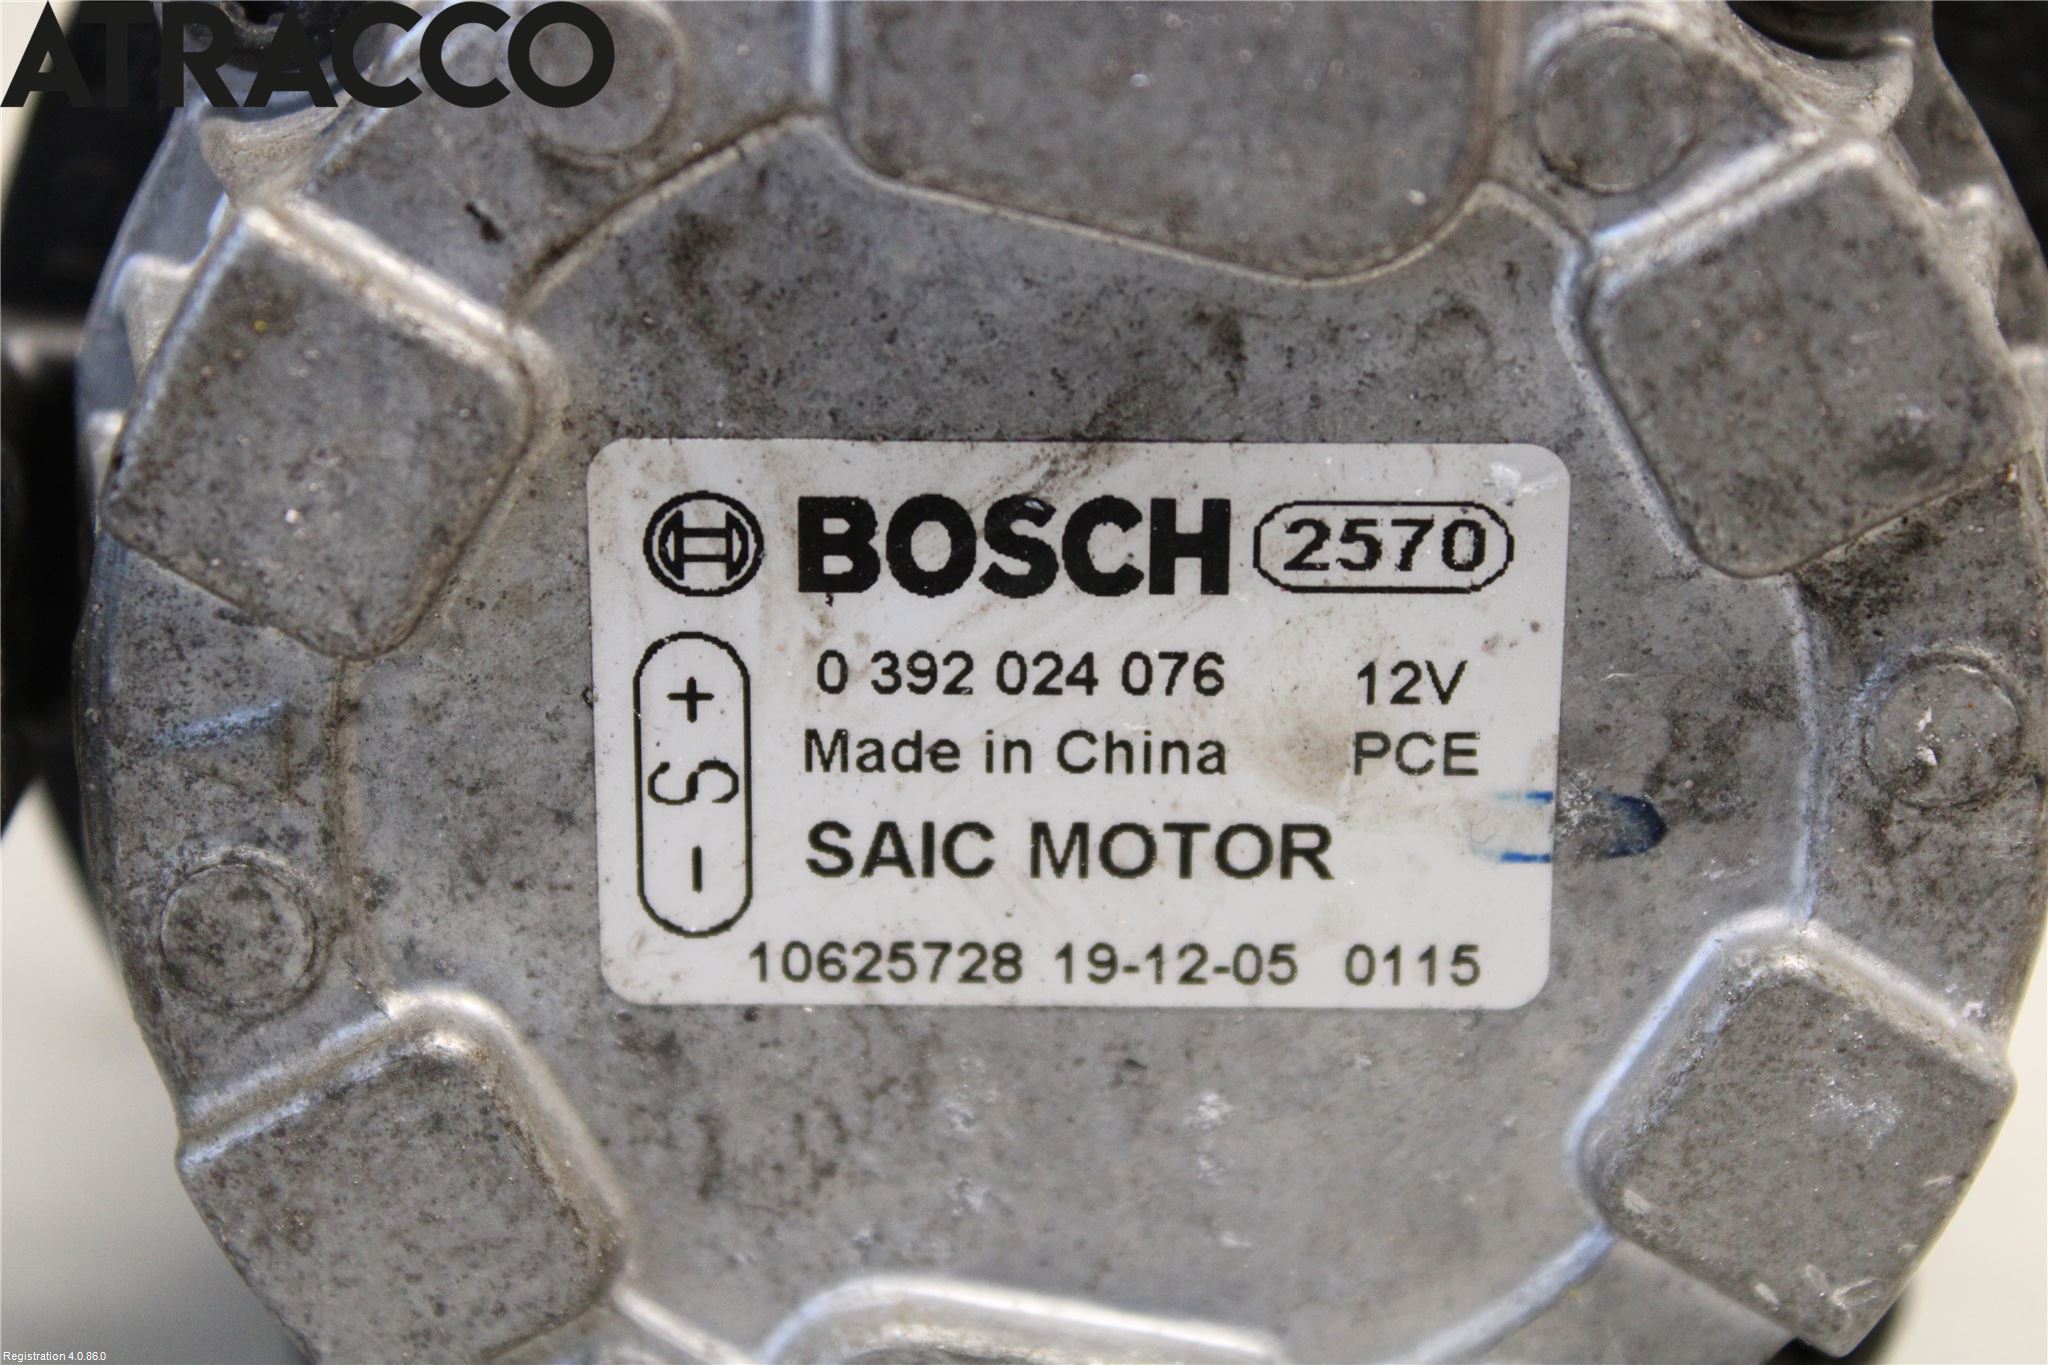 ATRACCO
BOSCH 2570
0 392 024 076 12V
Made in China PCE
SAIC MOTOR
+ S -
10625728 19-12-05 0115
Registration 4.0.86.0